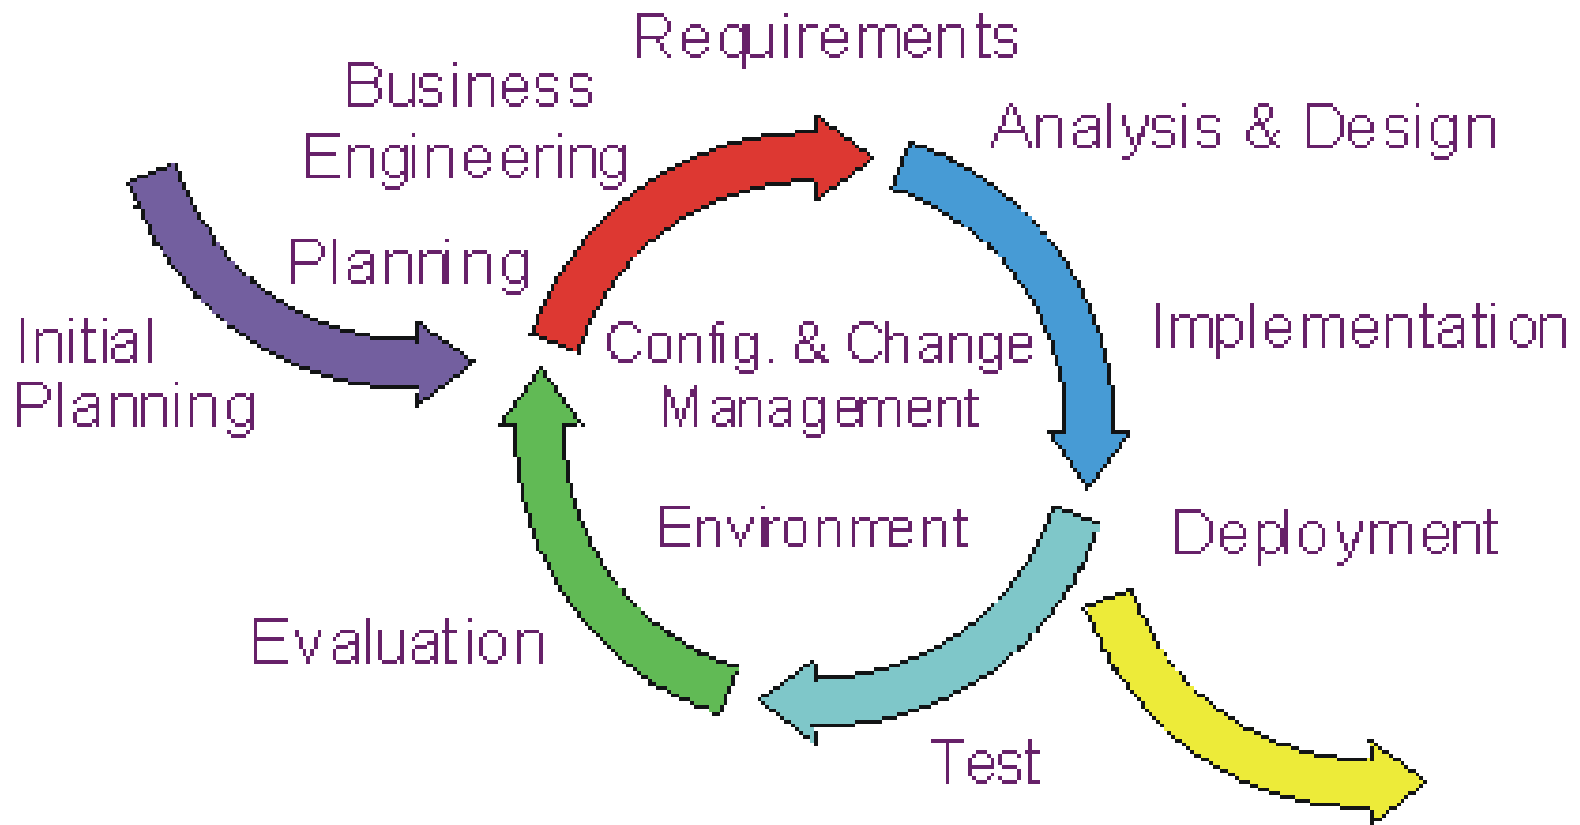 Requirements
Business
Engineering
Analysis & Design
Planning
Initial
Planning
Config. & Change
Management
Implementation
Environment
Deployment
Evaluation
Test